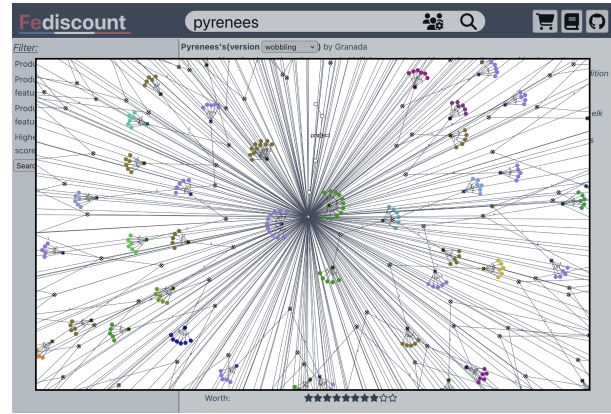 Fediscount
pyrenees
Filter:
Pyrenees's(version wobbling) by Granada
Produ
Produ
featu
Produ
featu
Highe
score
Searc
dition
elk
s
Worth: